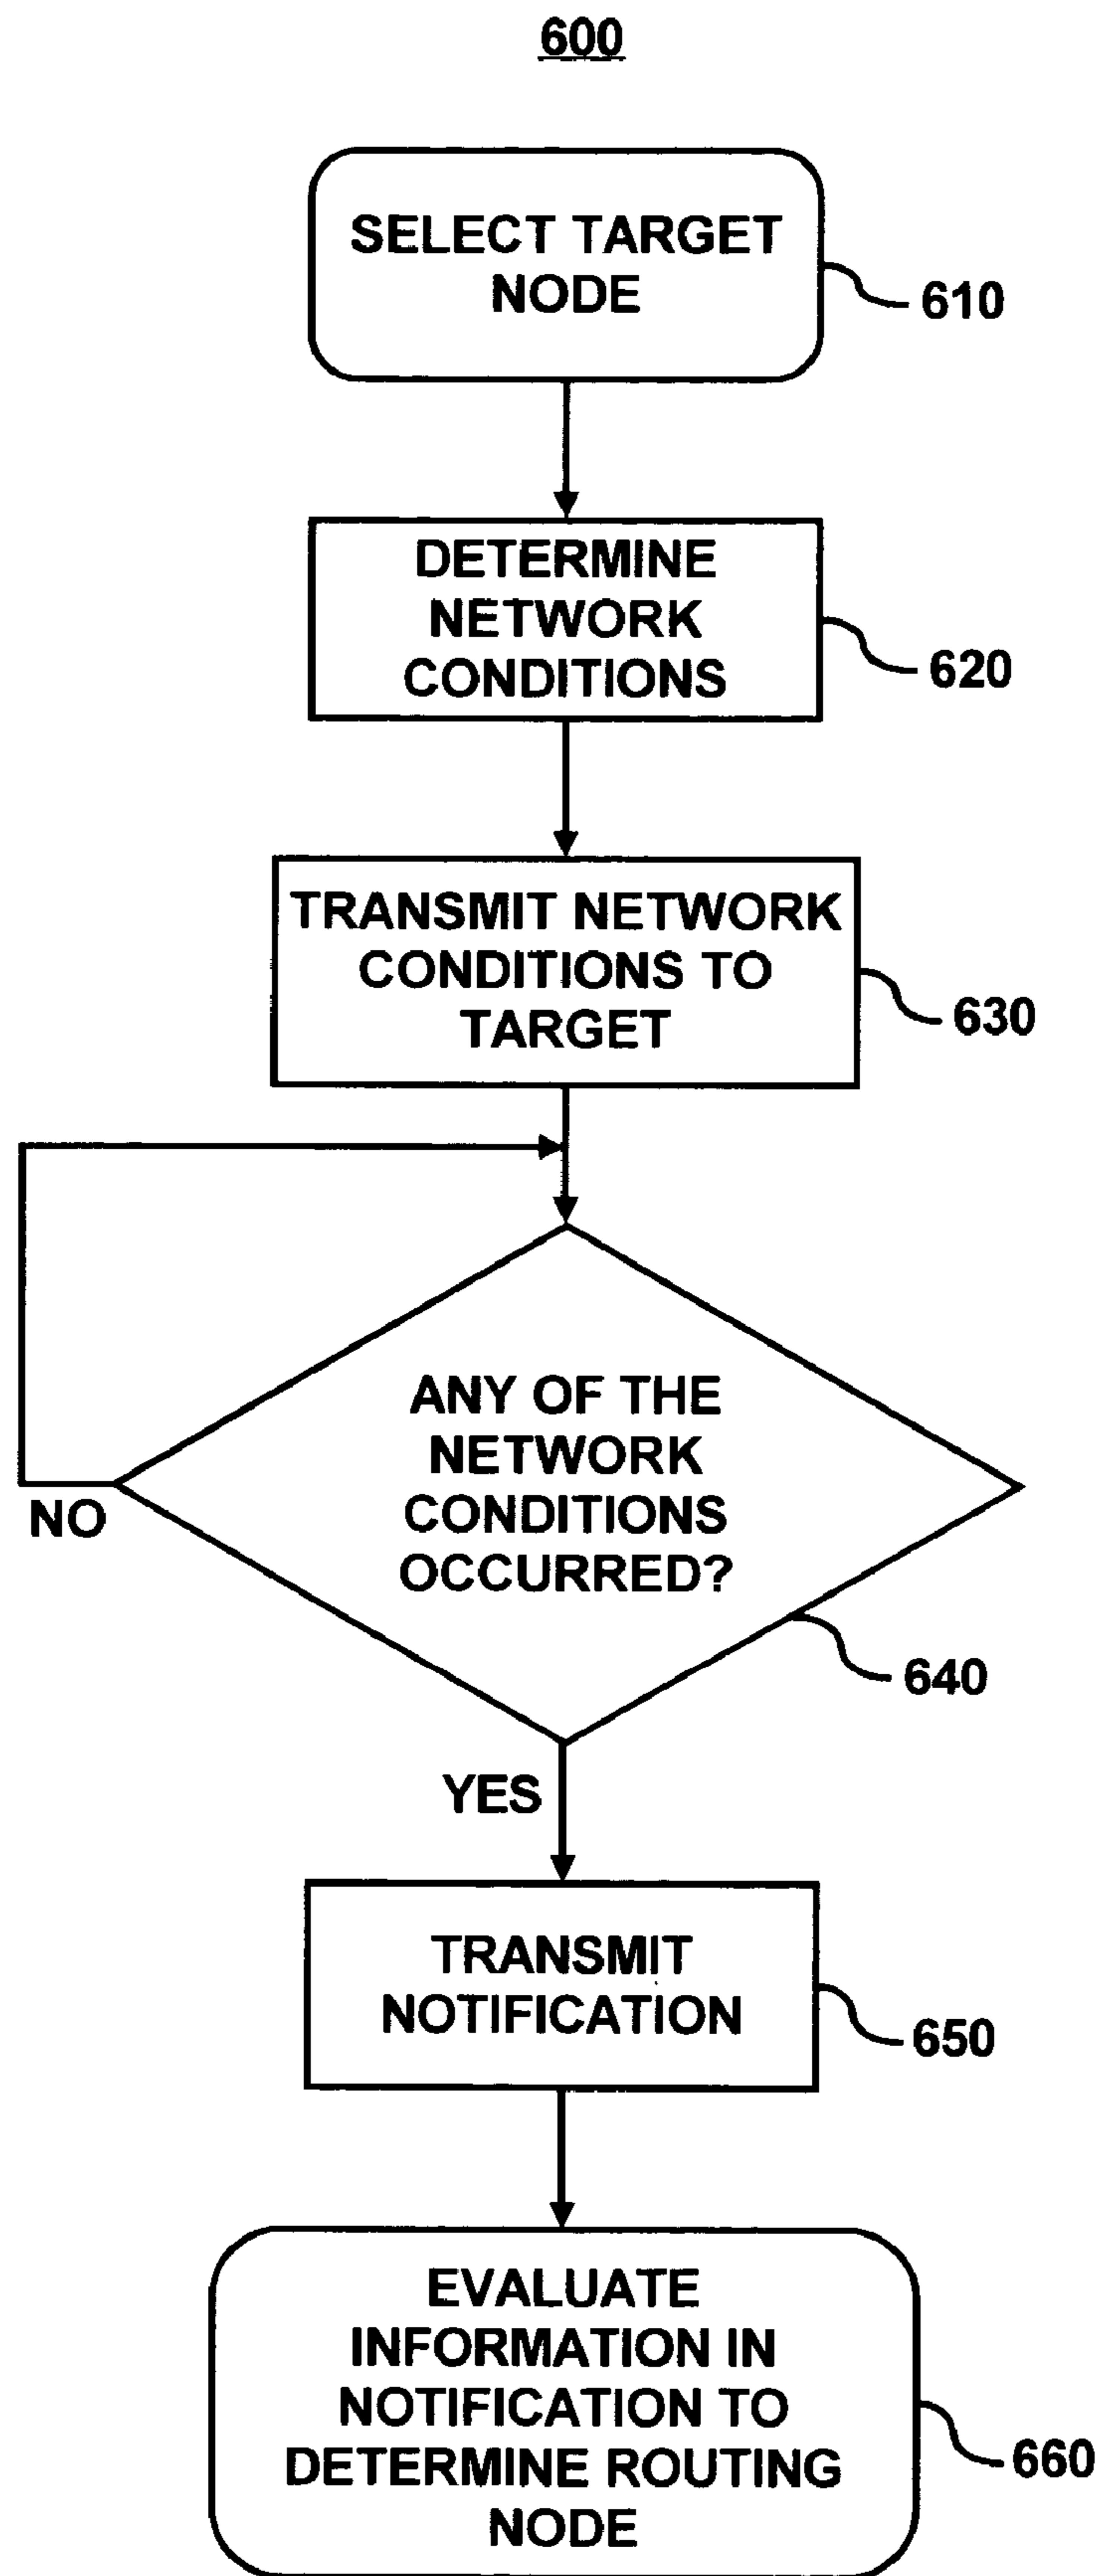 600
SELECT TARGET
NODE
610
DETERMINE
NETWORK
CONDITIONS
620
TRANSMIT NETWORK
CONDITIONS TO
TARGET
630
ANY OF THE
NETWORK
CONDITIONS
OCCURRED?
NO
640
YES
TRANSMIT
NOTIFICATION
650
EVALUATE
INFORMATION IN
NOTIFICATION TO
DETERMINE ROUTING
NODE
660